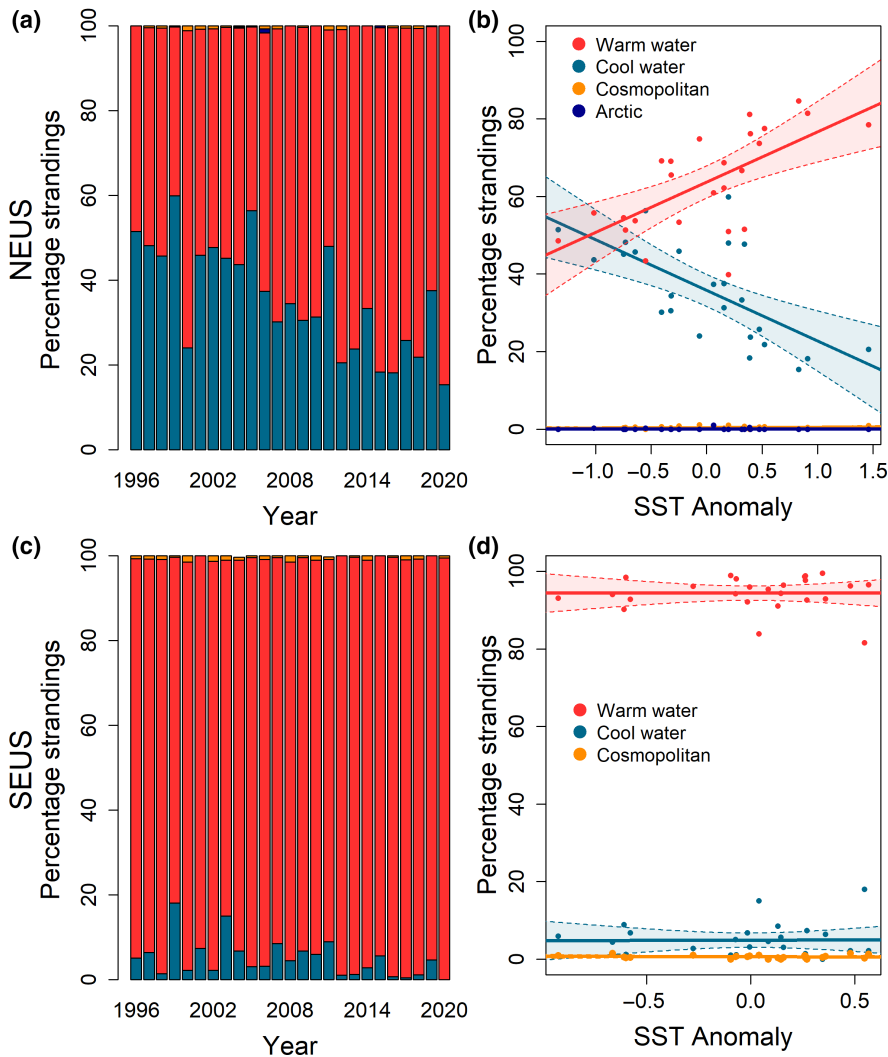 (a)
NEUS
Percentage strandings
0 20 40 60 80 100
1996 2002 2008 2014 2020
Year
(b)
Percentage strandings
0 20 40 60 80 100
Warm water
Cool water
Cosmopolitan
Arctic
−1.0 −0.5 0.0 0.5 1.0 1.5
SST Anomaly
(c)
SEUS
Percentage strandings
0 20 40 60 80 100
1996 2002 2008 2014 2020
Year
(d)
Percentage strandings
0 20 40 60 80 100
Warm water
Cool water
Cosmopolitan
−0.5 0.0 0.5
SST Anomaly